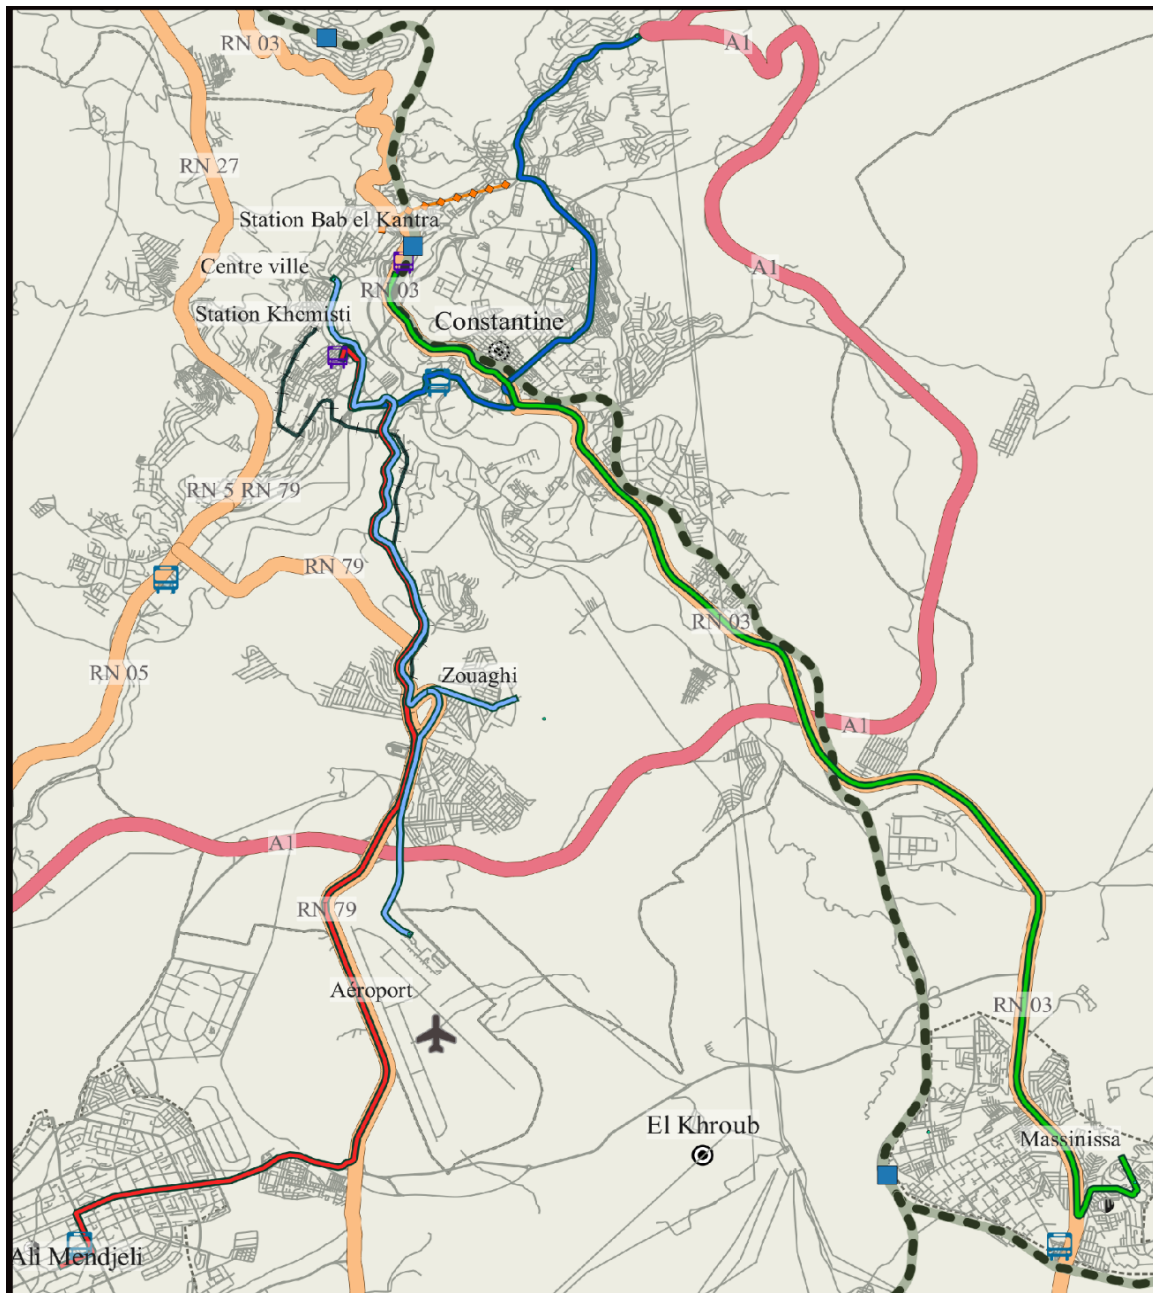 RN 03
A1
RN 27
Station Bab el Kantra
Centre ville
A1
RN 03
Station Khemisti
Constantine
RN 5 RN 79
RN 79
RN 03
RN 05
Zouaghi
A1
A1
RN 79
Aéroport
RN 03
El Khroub
Massinissa
Ali Mendjeli